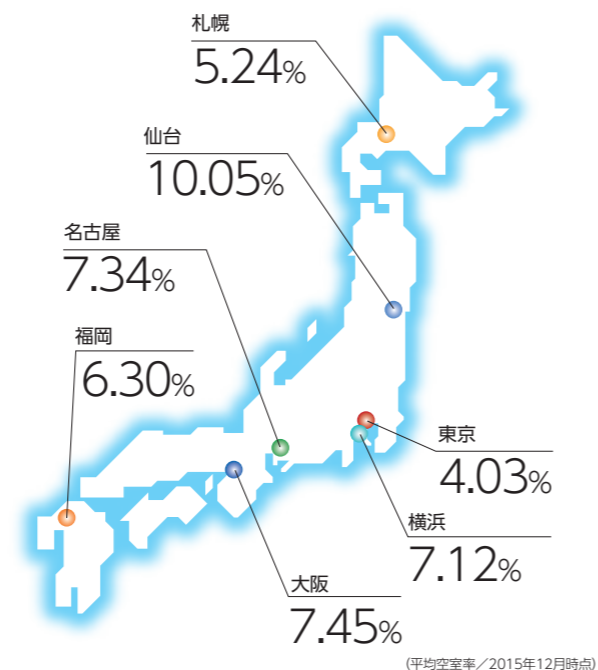 札幌
5.24%
仙台
10.05%
名古屋
7.34%
福岡
6.30%
東京
4.03%
横浜
7.12%
大阪
7.45%
(平均空室率／2015年12月時点)